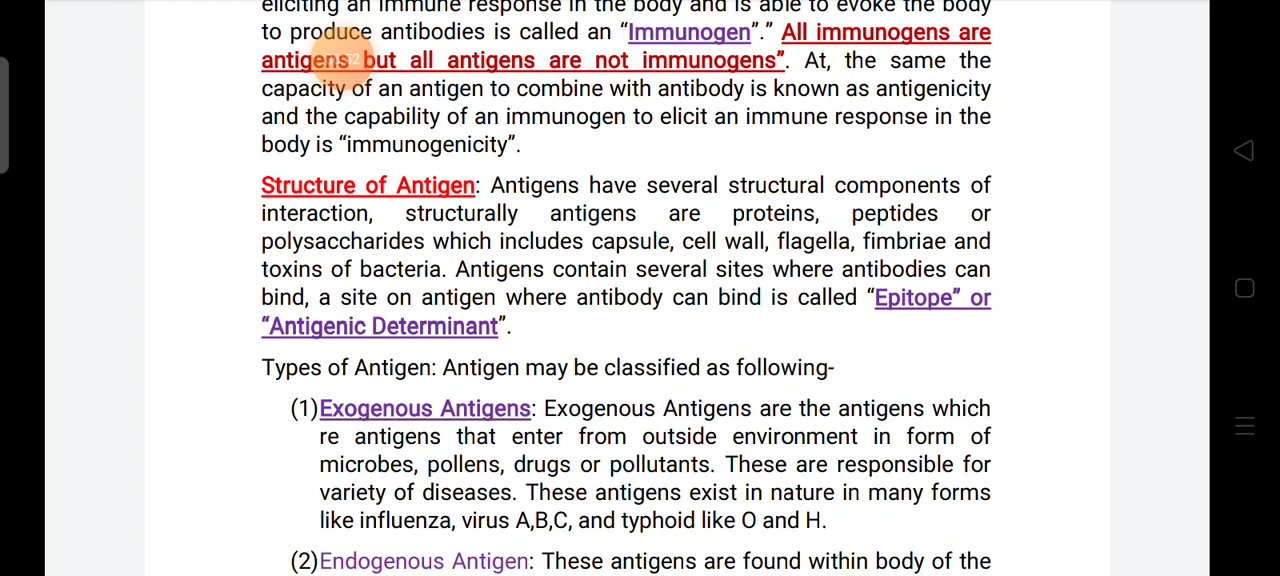 eliciting an immune response in the body and is able to evoke the body
to produce antibodies is called an “Immunogen”.” All immunogens are
antigens but all antigens are not immunogens”. At, the same the
capacity of an antigen to combine with antibody is known as antigenicity
and the capability of an immunogen to elicit an immune response in the
body is “immunogenicity”.
Structure of Antigen: Antigens have several structural components of
interaction, structurally antigens are proteins, peptides or
polysaccharides which includes capsule, cell wall, flagella, fimbriae and
toxins of bacteria. Antigens contain several sites where antibodies can
bind, a site on antigen where antibody can bind is called “Epitope” or
“Antigenic Determinant”.
Types of Antigen: Antigen may be classified as following-
(1)Exogenous Antigens: Exogenous Antigens are the antigens which
re antigens that enter from outside environment in form of
microbes, pollens, drugs or pollutants. These are responsible for
variety of diseases. These antigens exist in nature in many forms
like influenza, virus A,B,C, and typhoid like O and H.
(2)Endogenous Antigen: These antigens are found within body of the